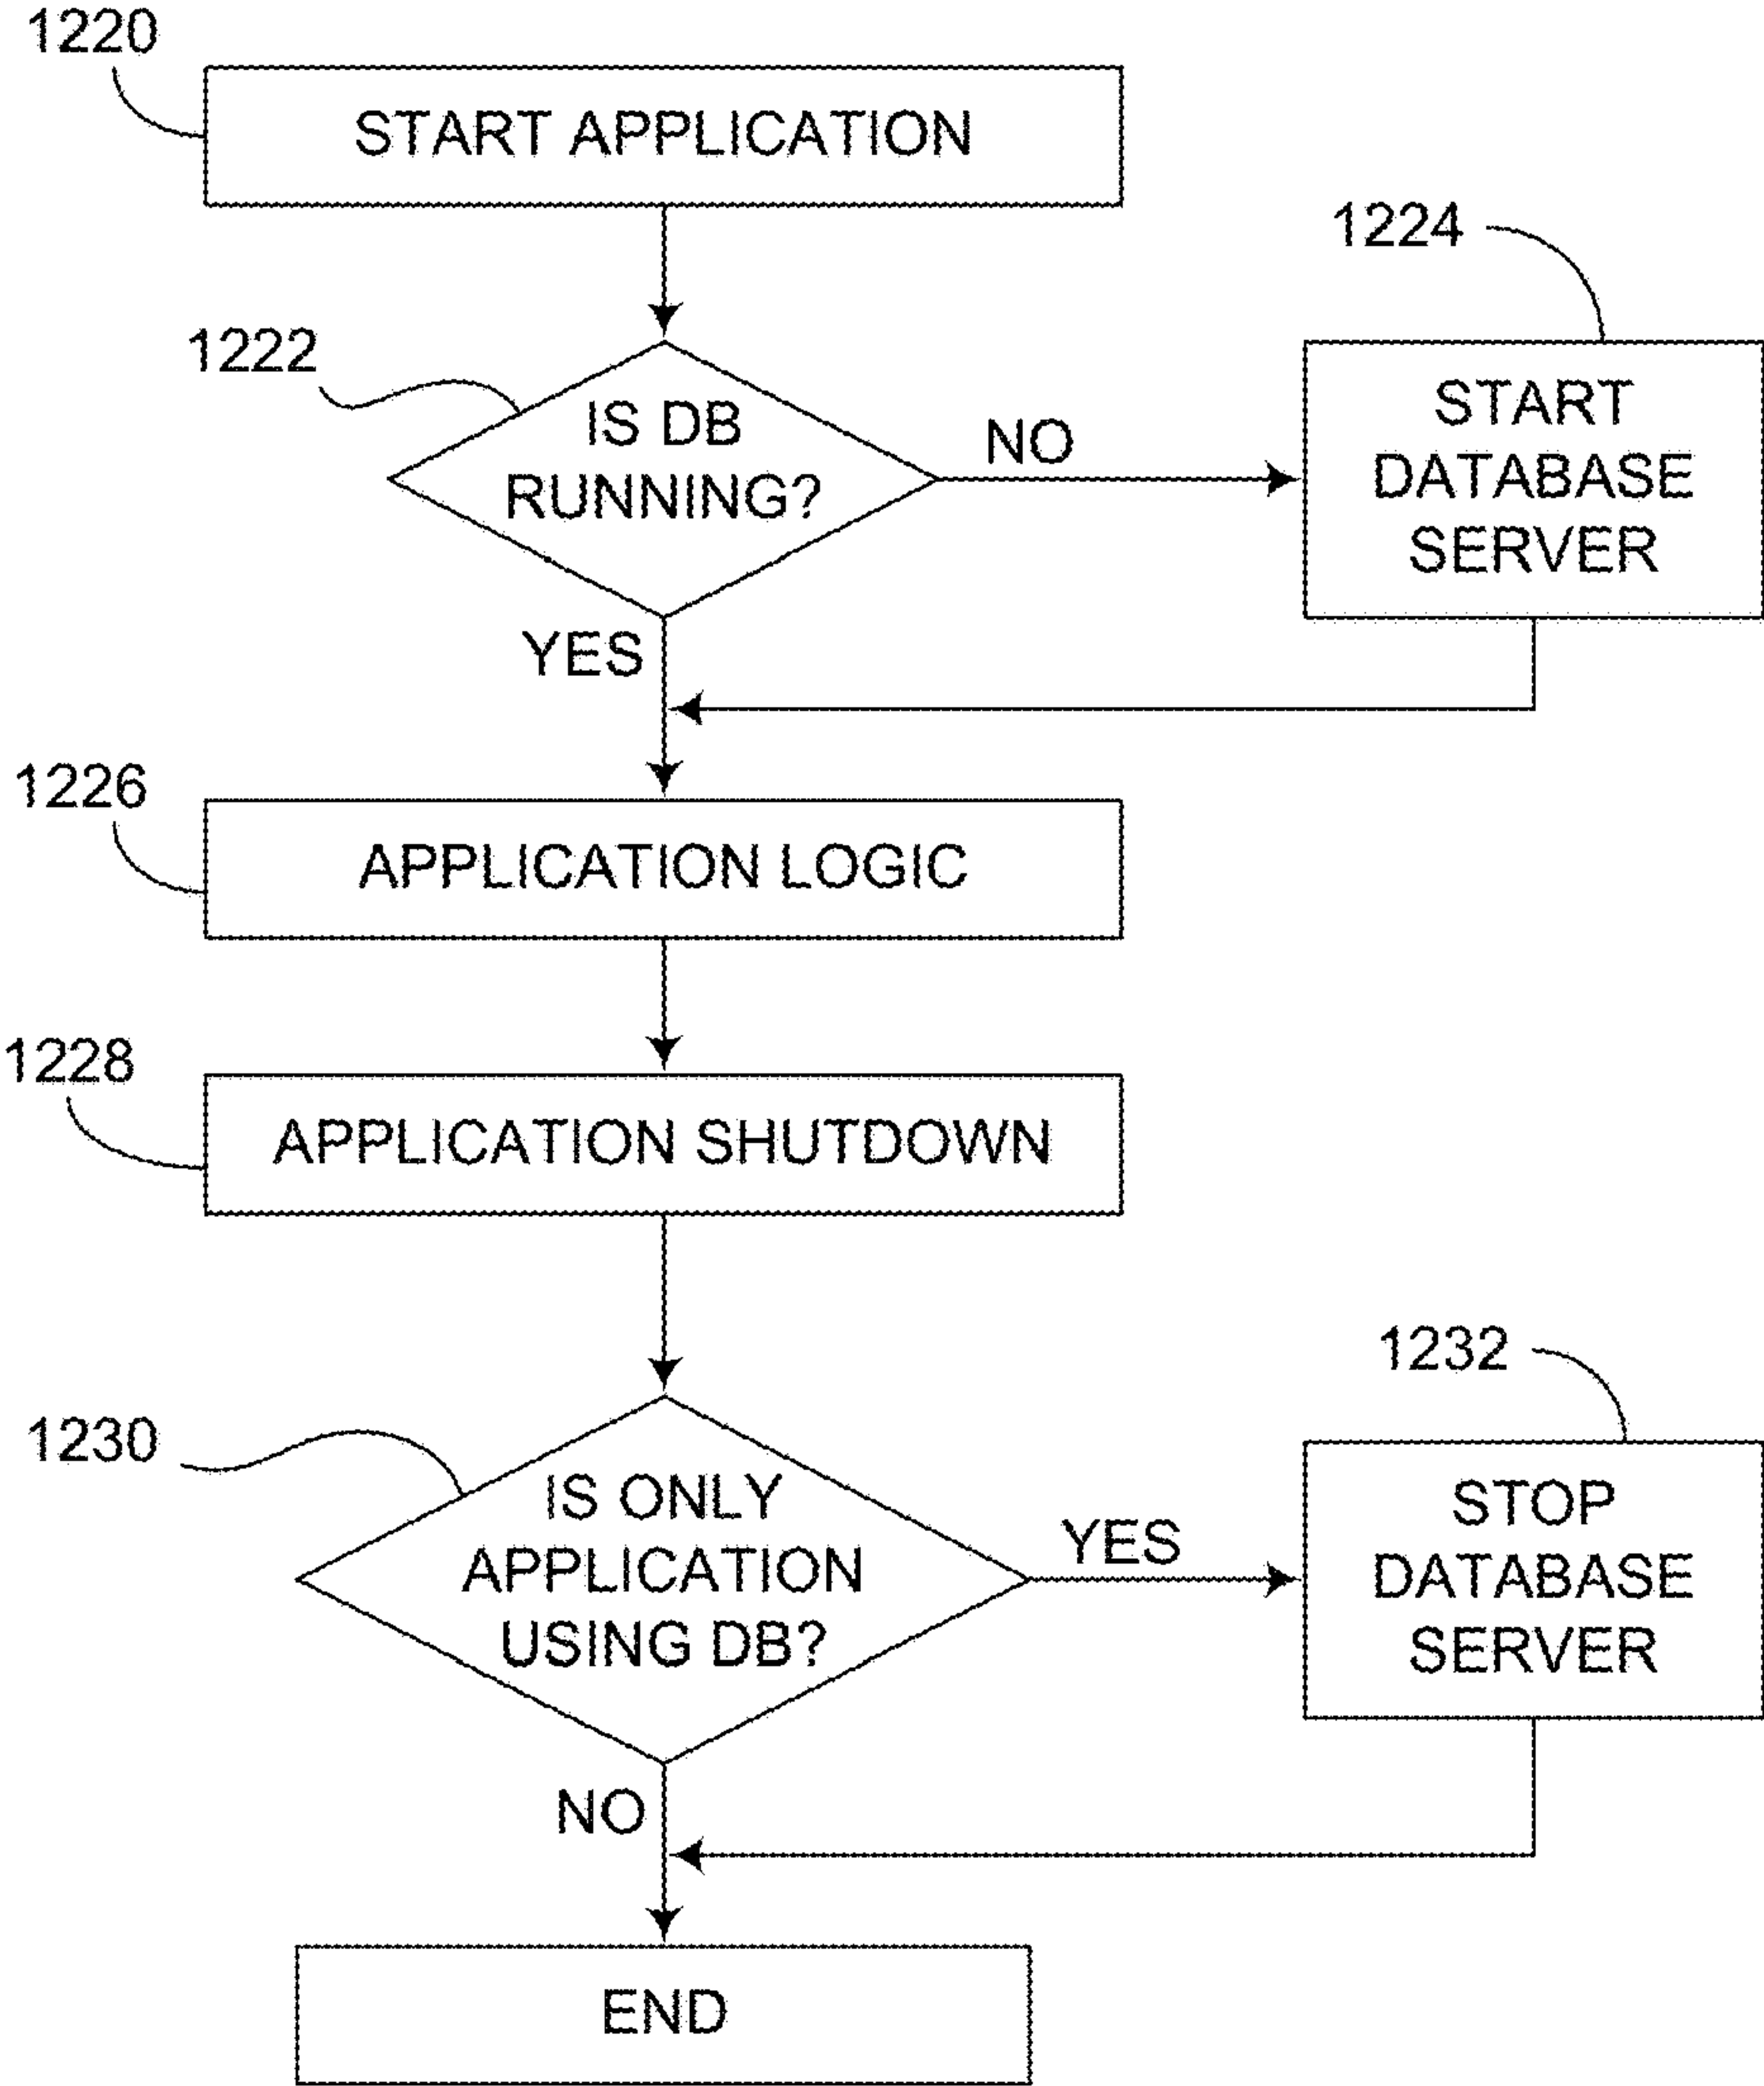 1220
START APPLICATION
1224
1222
IS DB
RUNNING?
NO
START
DATABASE
SERVER
YES
1226
APPLICATION LOGIC
1228
APPLICATION SHUTDOWN
1232
1230
IS ONLY
APPLICATION
USING DB?
YES
STOP
DATABASE
SERVER
NO
END